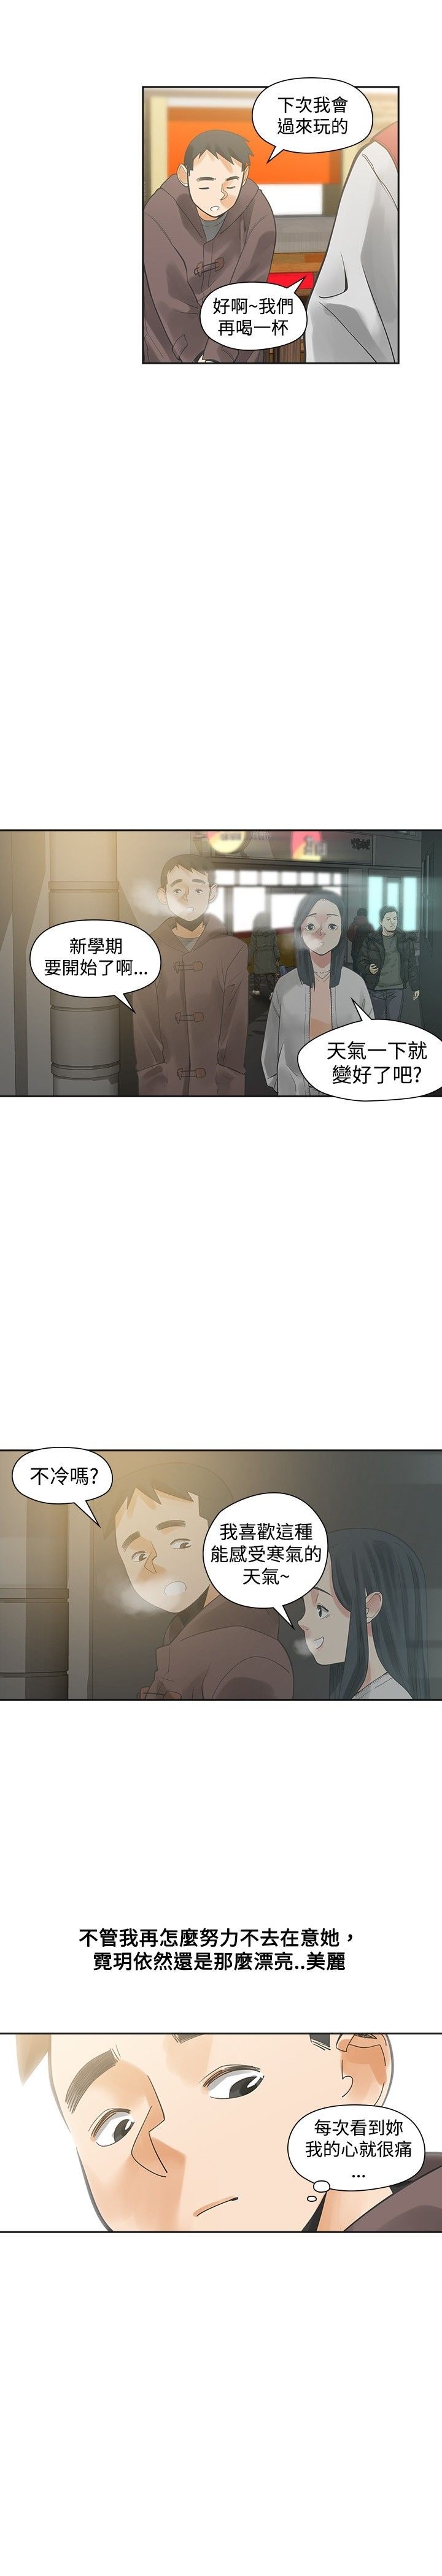 下次我會
過來玩的
好啊~我們
再喝一杯
新學期
要開始了啊...
天氣一下就
變好了吧?
不冷嗎?
我喜歡這種
能感受寒氣的
天氣~
不管我再怎麼努力不去在意她，
霓玥依然還是那麼漂亮..美麗
每次看到妳
我的心就很痛
...